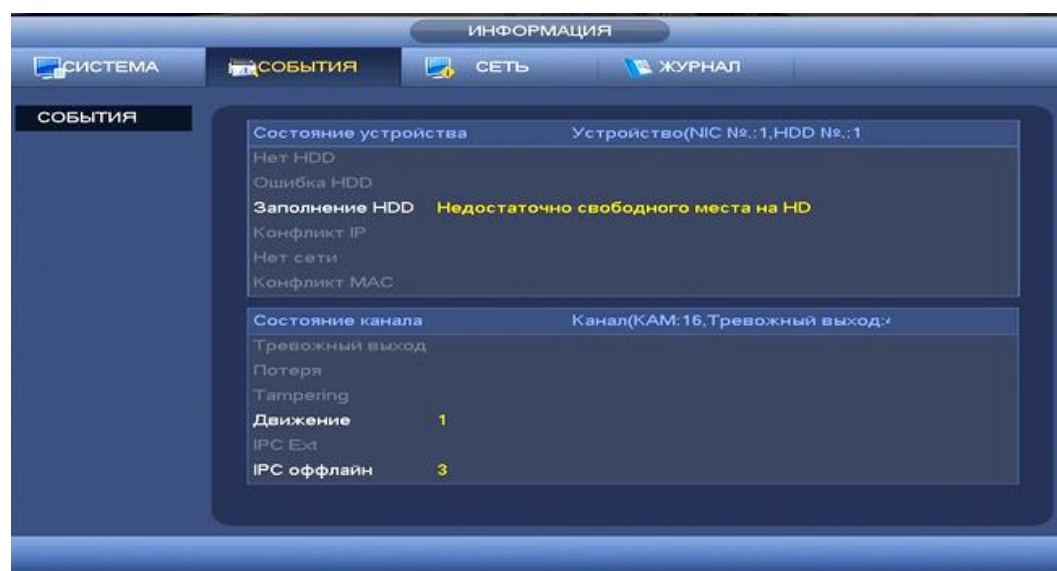 ИНФОРМАЦИЯ
СИСТЕМА СОБЫТИЯ СЕТЬ ЖУРНАЛ
СОБЫТИЯ
Состояние устройства Устройство(NIC №.:1,HDD №.:1
Нет HDD
Ошибка HDD
Заполнение HDD Недостаточно свободного места на HD
Конфликт IP
Нет сети
Конфликт MAC
Состояние канала Канал(КАМ:16,Тревожный выход:
Тревожный выход
Потеря
Tampering
Движение 1
IPC Ext
IPC оффлайн 3